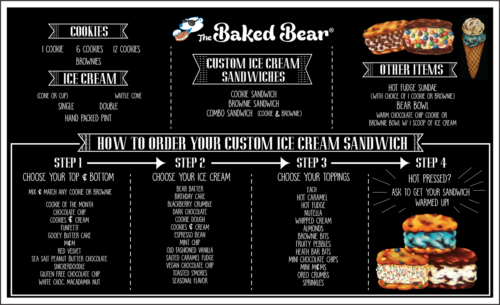 COOKIES
1 COOKIE 6 COOKIES 12 COOKIES
BROWNIES
ICE CREAM
(CONE OR CUP) WAFFLE CONE
SINGLE DOUBLE
HAND PACKED PINT
The Baked Bear®
CUSTOM ICE CREAM
SANDWICHES
COOKIE SANDWICH
BROWNIE SANDWICH
COMBO SANDWICH (COOKIE & BROWNIE)
OTHER ITEMS
HOT FUDGE SUNDAE
(WITH CHOICE OF 1 COOKIE OR BROWNIE)
BEAR BOWL
WARM CHOCOLATE CHIP COOKIE OR
BROWNIE BOWL W/ 1 SCOOP OF ICE CREAM
HOW TO ORDER YOUR CUSTOM ICE CREAM SANDWICH
STEP 1
CHOOSE YOUR TOP & BOTTOM
MIX & MATCH ANY COOKIE OR BROWNIE
COOKIE OF THE MONTH
CHOCOLATE CHIP
COOKIES & CREAM
FUNFETTI
GOOEY BUTTER CAKE
M&M
RED VELVET
SEA SALT PEANUT BUTTER CHOCOLATE
SNICKERDOODLE
GLUTEN FREE CHOCOLATE CHIP
WHITE CHOC. MACADAMIA NUT
STEP 2
CHOOSE YOUR ICE CREAM
BEAR BATTER
BIRTHDAY CAKE
BLACKBERRY CRUMBLE
DARK CHOCOLATE
COOKIE DOUGH
COOKIES & CREAM
ESPRESSO BEAN
MINT CHIP
OLD FASHIONED VANILLA
SALTED CARAMEL FUDGE
VEGAN CHOCOLATE CHIP
TOASTED S'MORES
SEASONAL FLAVOR
STEP 3
CHOOSE YOUR TOPPINGS
EACH
HOT CARAMEL
HOT FUDGE
NUTELLA
WHIPPED CREAM
ALMONDS
BROWNIE BITS
FRUITY PEBBLES
HEATH BAR BITS
MINI CHOCOLATE CHIPS
MINI M&MS
OREO CRUMBS
SPRINKLES
STEP 4
HOT PRESSED?
ASK TO GET YOUR SANDWICH
WARMED UP!